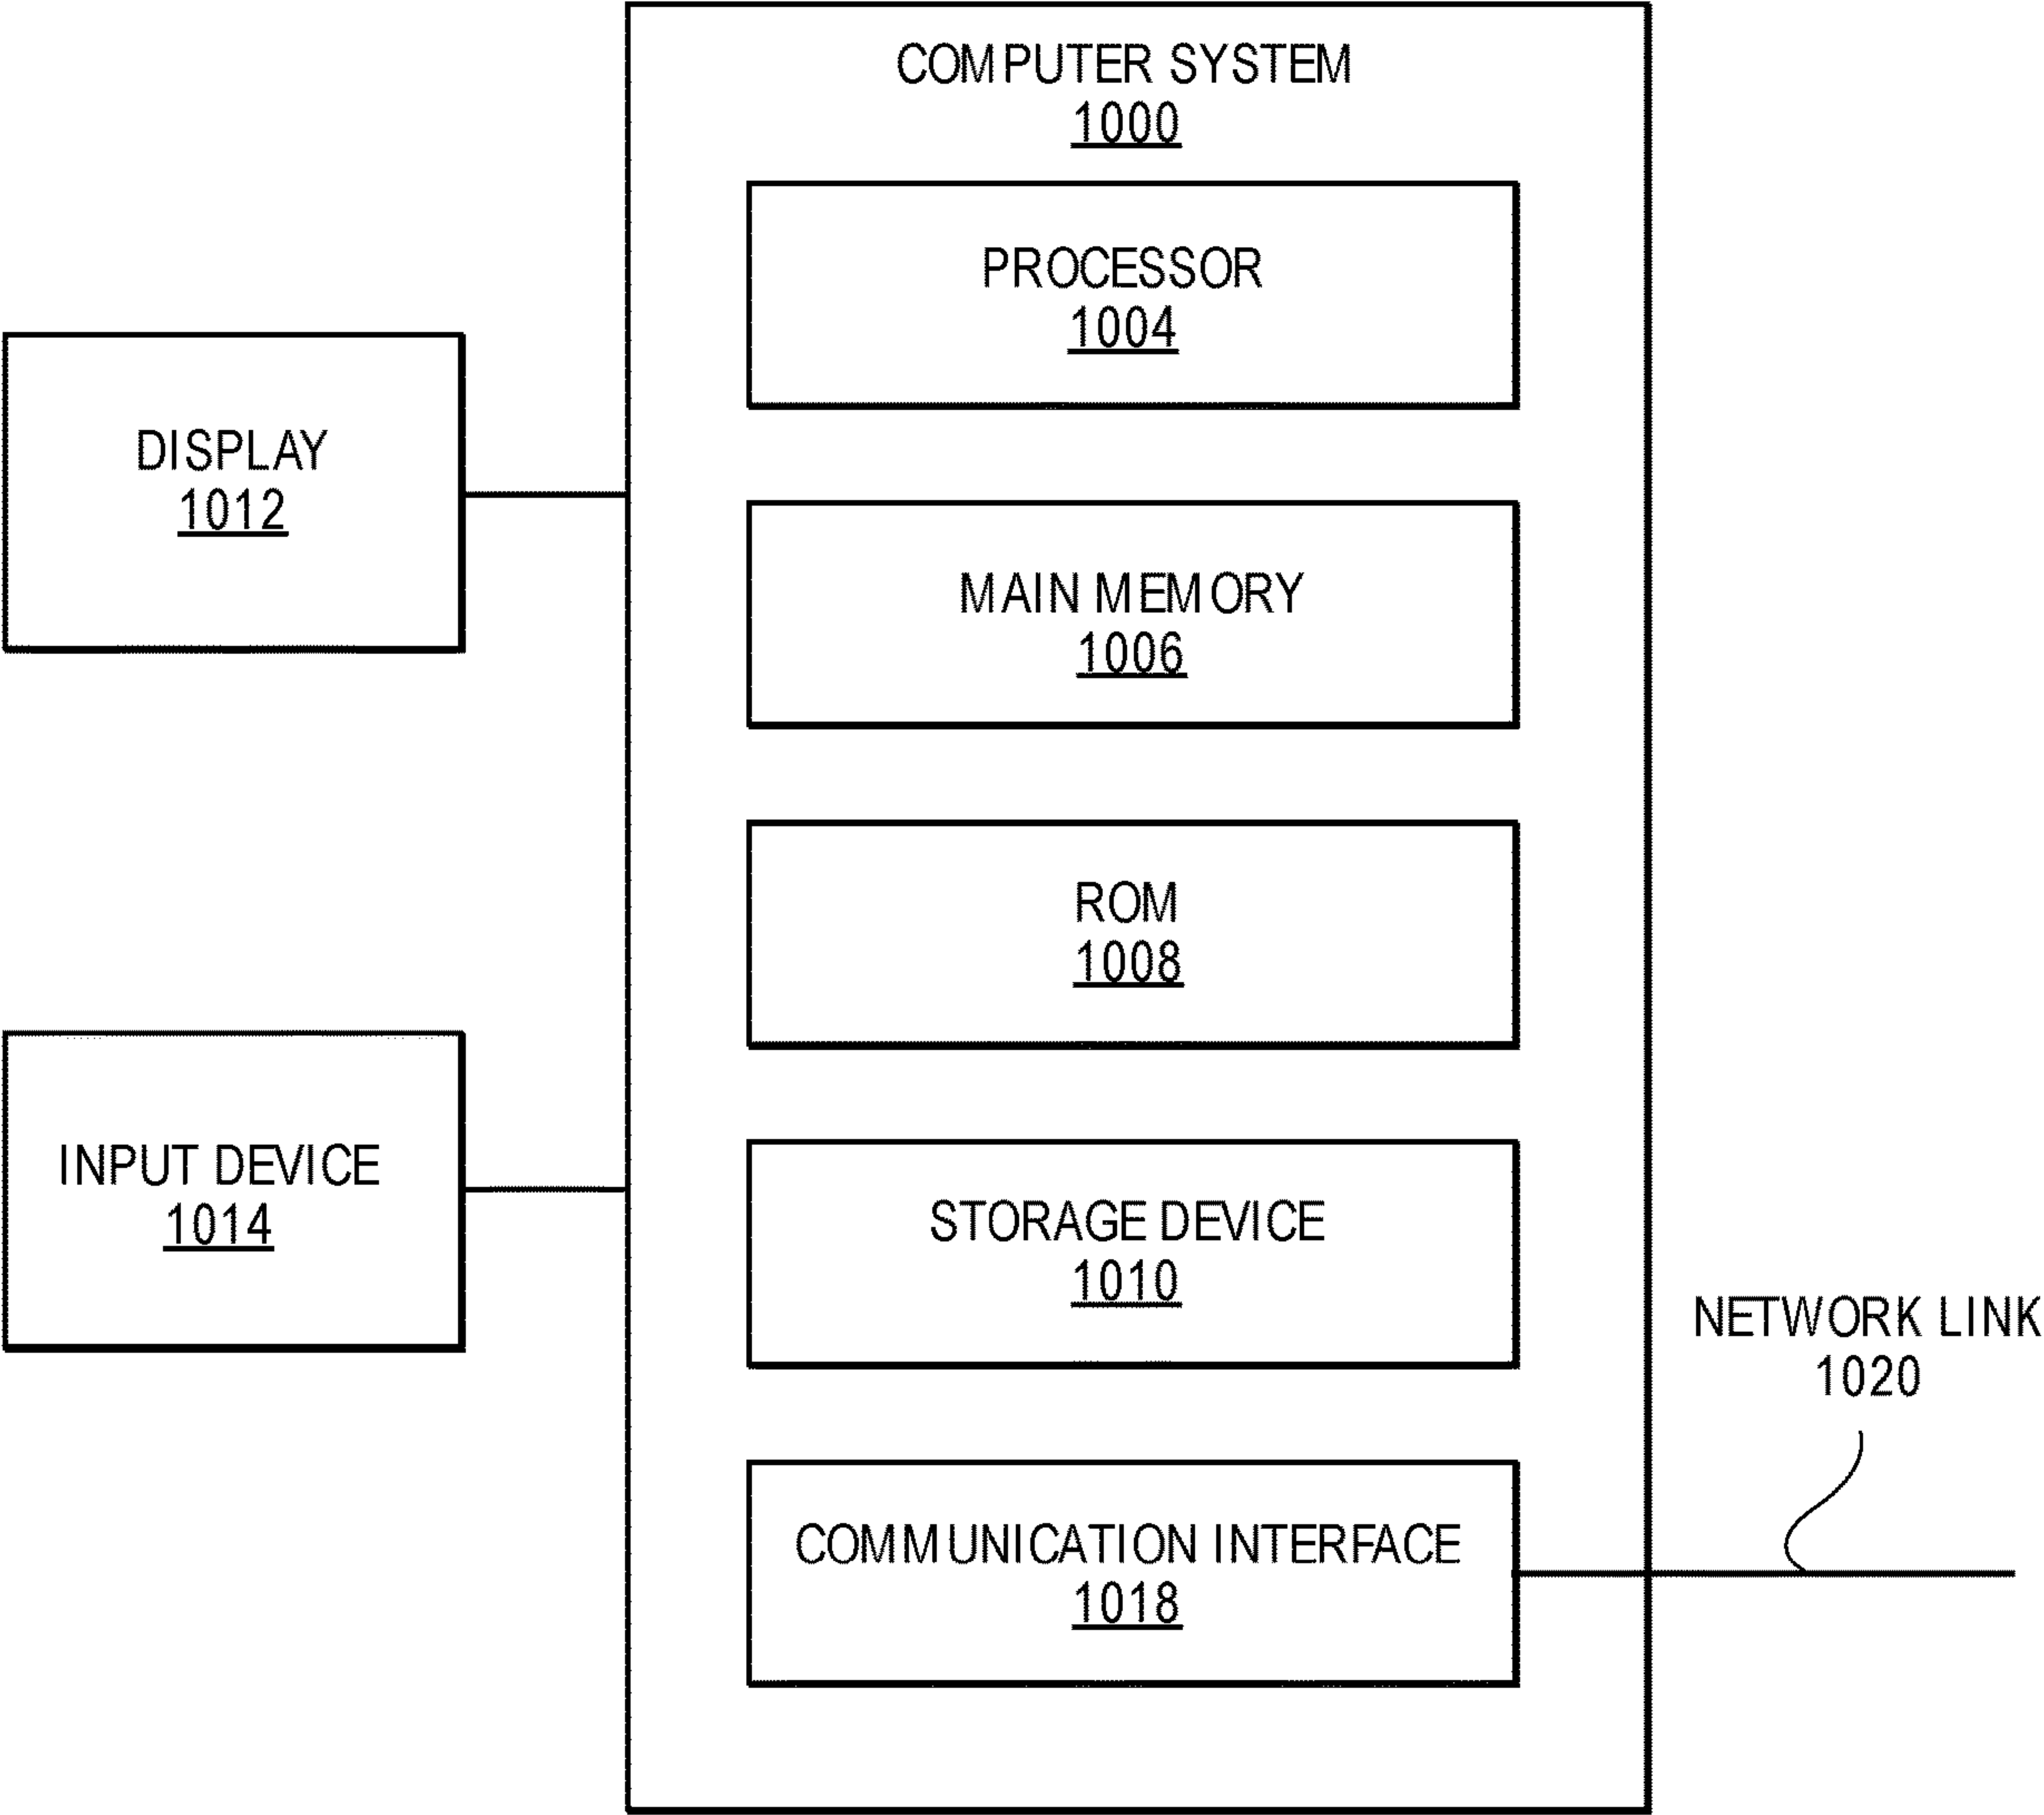 COMPUTER SYSTEM
1000
PROCESSOR
1004
DISPLAY
1012
MAIN MEMORY
1006
ROM
1008
INPUT DEVICE
1014
STORAGE DEVICE
1010
NETWORK LINK
1020
COMMUNICATION INTERFACE
1018